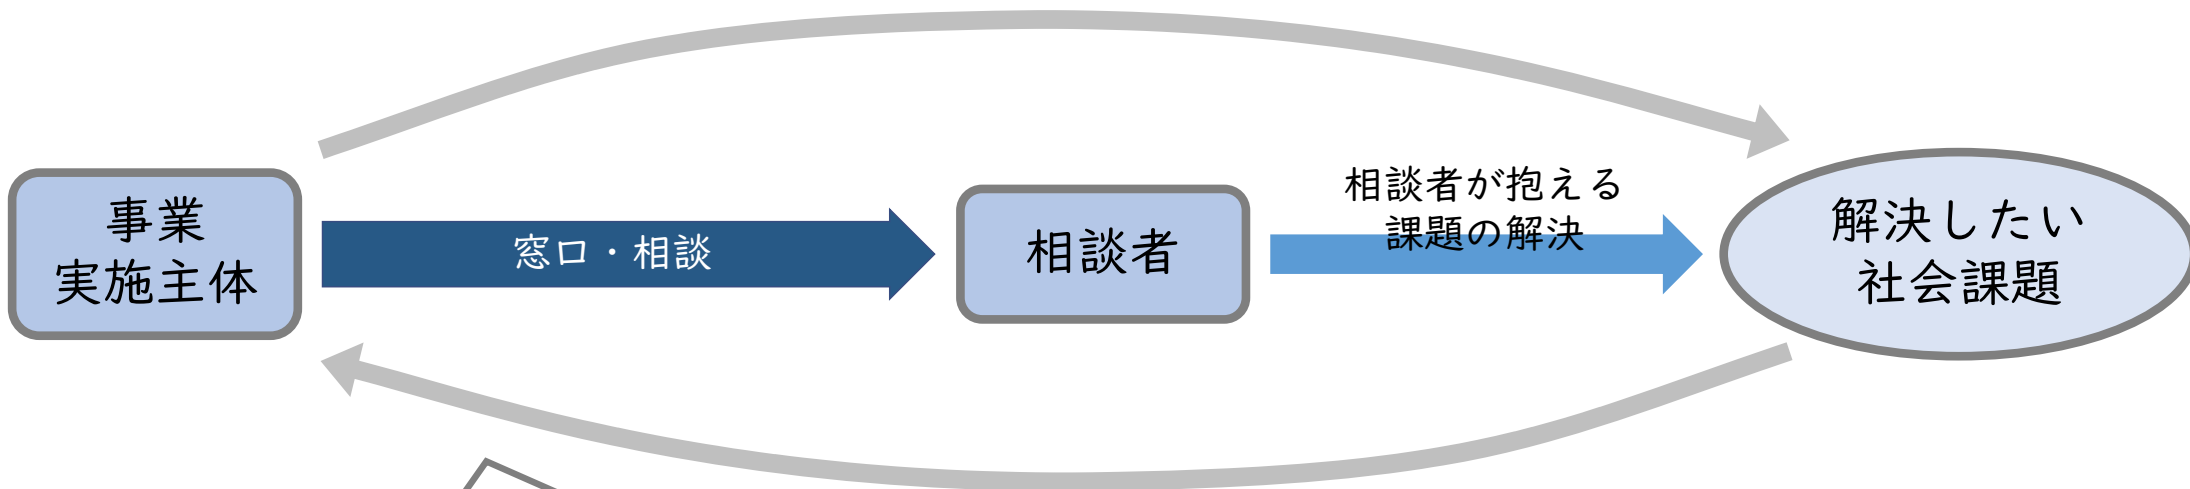 事業
実施主体
窓口・相談
相談者
相談者が抱える
課題の解決
解決したい
社会課題